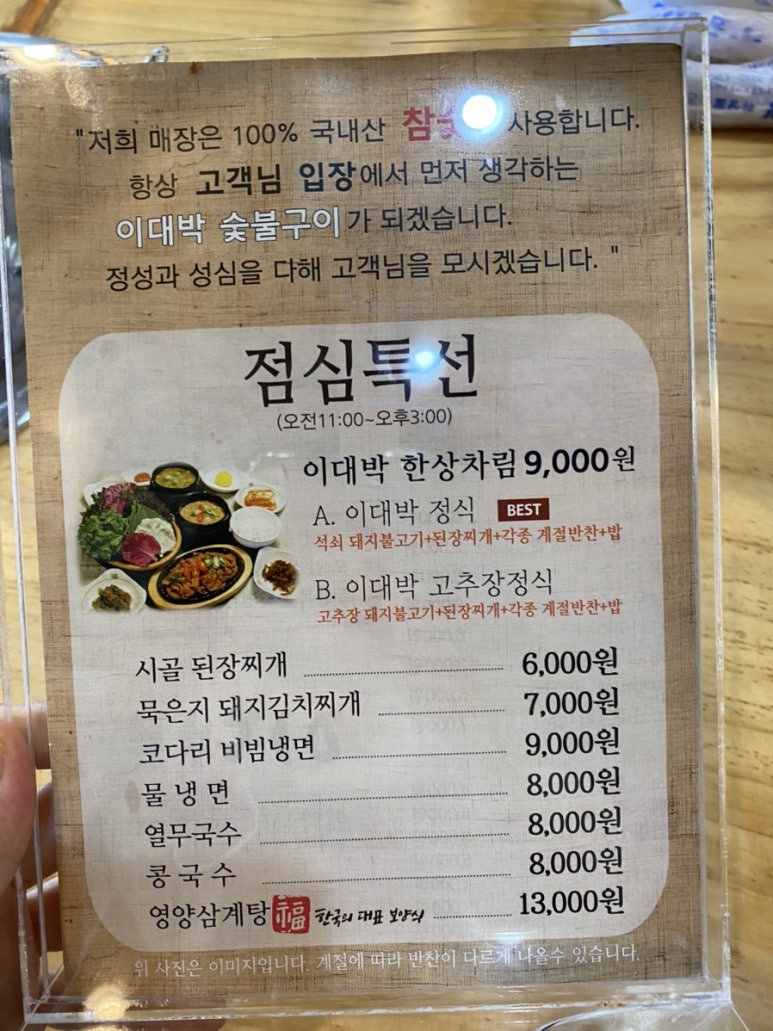 "저희 매장은 100% 국내산 참숯 사용합니다.
항상 고객님 입장에서 먼저 생각하는
이대박 숯불구이가 되겠습니다.
정성과 성심을 다해 고객님을 모시겠습니다. "
점심특선
(오전11:00~오후3:00)
이대박 한상차림 9,000원
A. 이대박 정식 BEST
석쇠 돼지불고기+된장찌개+각종 계절반찬+밥
B. 이대박 고추장정식
고추장 돼지불고기+된장찌개+각종 계절반찬+밥
시골 된장찌개 6,000원
묵은지 돼지김치찌개 7,000원
코다리 비빔냉면 9,000원
물 냉 면 8,000원
열무국수 8,000원
콩 국 수 8,000원
영양삼계탕 福 한국의 대표 보양식 13,000원
위 사진은 이미지입니다. 계절에 따라 반찬이 다르게 나올수 있습니다.